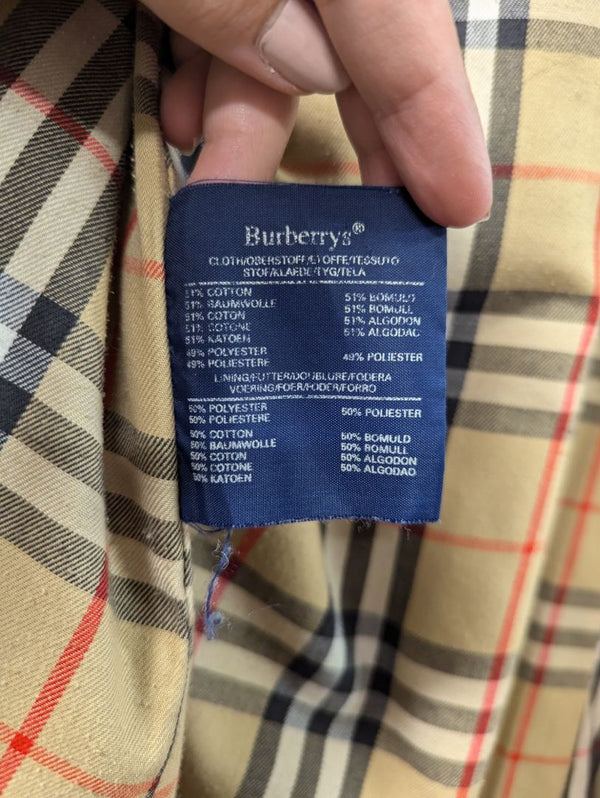 Burberrys®
CLOTH/OBERSTOFF/ETOFFE/TESSUTO
STOF/KLAEDE/TYG/TELA
51% COTTON
51% BAUMWOLLE
51% COTON
51% COTONE
51% KATOEN
49% POLYESTER
49% POLIESTERE
51% BOMULD
51% BOMULL
51% ALGODON
51% ALGODAO
49% POLIESTER
LINING/FUTTER/DOUBLURE/FODERA
VOERING/FOER/FODER/FORRO
50% POLYESTER
50% POLIESTERE
50% POLIESTER
50% COTTON
50% BAUMWOLLE
50% COTON
50% COTONE
50% KATOEN
50% BOMULD
50% BOMULL
50% ALGODON
50% ALGODAO